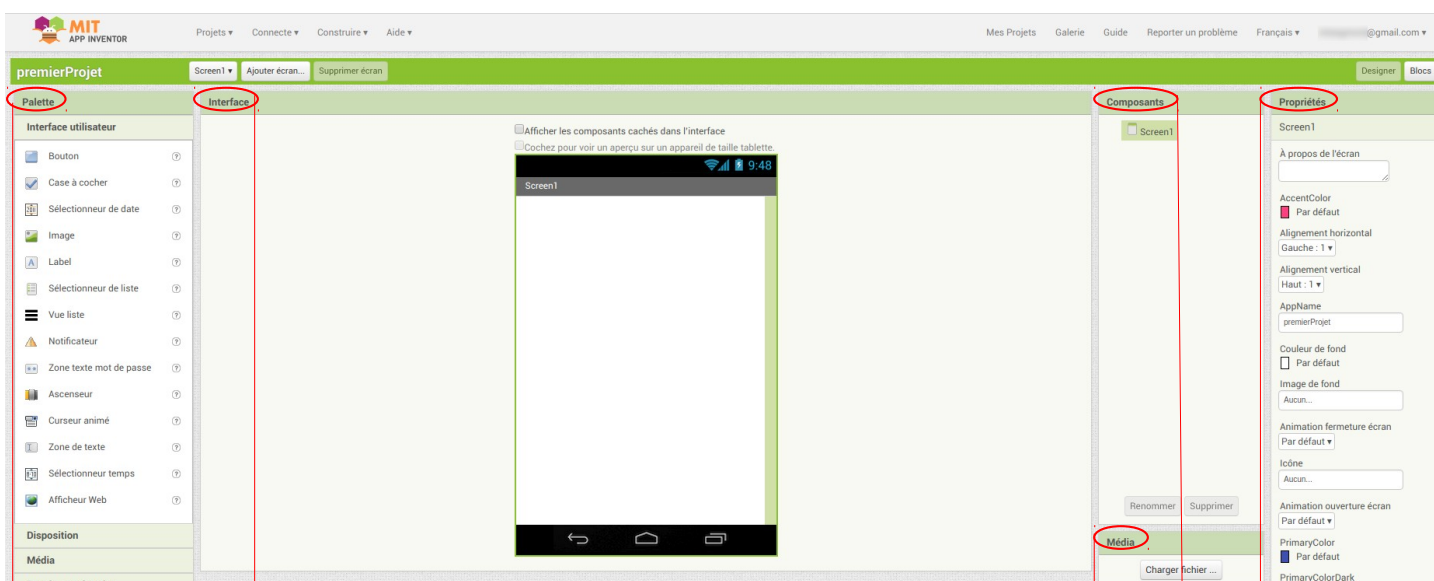 MIT
APP INVENTOR
Projets ▾ Connecte ▾ Construire ▾ Aide ▾ Mes Projets Galerie Guide Reporter un problème Français ▾ @gmail.com ▾
premierProjet Screen1 ▾ Ajouter écran... Supprimer écran Designer Blocs
Palette
Interface utilisateur
Bouton
Case à cocher
Sélectionneur de date
Image
Label
Sélectionneur de liste
Vue liste
Notificateur
Zone texte mot de passe
Ascenseur
Curseur animé
Zone de texte
Sélectionneur temps
Afficheur Web
Disposition
Média
Interface
Afficher les composants cachés dans l'interface
Cochez pour voir un aperçu sur un appareil de taille tablette.
9:48
Screen1
Composants
Screen1
Renommer Supprimer
Média
Charger fichier ...
Propriétés
Screen1
À propos de l'écran
AccentColor
Par défaut
Alignement horizontal
Gauche : 1 ▾
Alignement vertical
Haut : 1 ▾
AppName
premierProjet
Couleur de fond
Par défaut
Image de fond
Aucun...
Animation fermeture écran
Par défaut ▾
Icône
Aucun...
Animation ouverture écran
Par défaut ▾
PrimaryColor
Par défaut
PrimaryColorDark